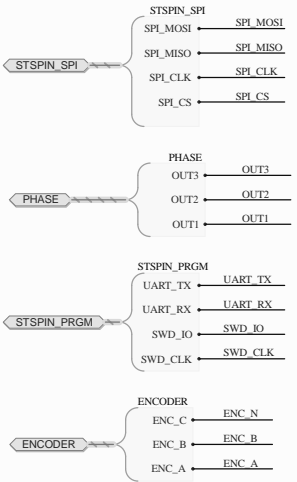 STSPIN_SPI
SPI_MOSI SPI_MOSI
SPI_MISO SPI_MISO
STSPIN_SPI
SPI_CLK SPI_CLK
SPI_CS SPI_CS
PHASE
OUT3 OUT3
PHASE OUT2 OUT2
OUT1 OUT1
STSPIN_PRGM
UART_TX UART_TX
UART_RX UART_RX
STSPIN_PRGM
SWD_IO SWD_IO
SWD_CLK SWD_CLK
ENCODER
ENC_C ENC_N
ENCODER ENC_B ENC_B
ENC_A ENC_A